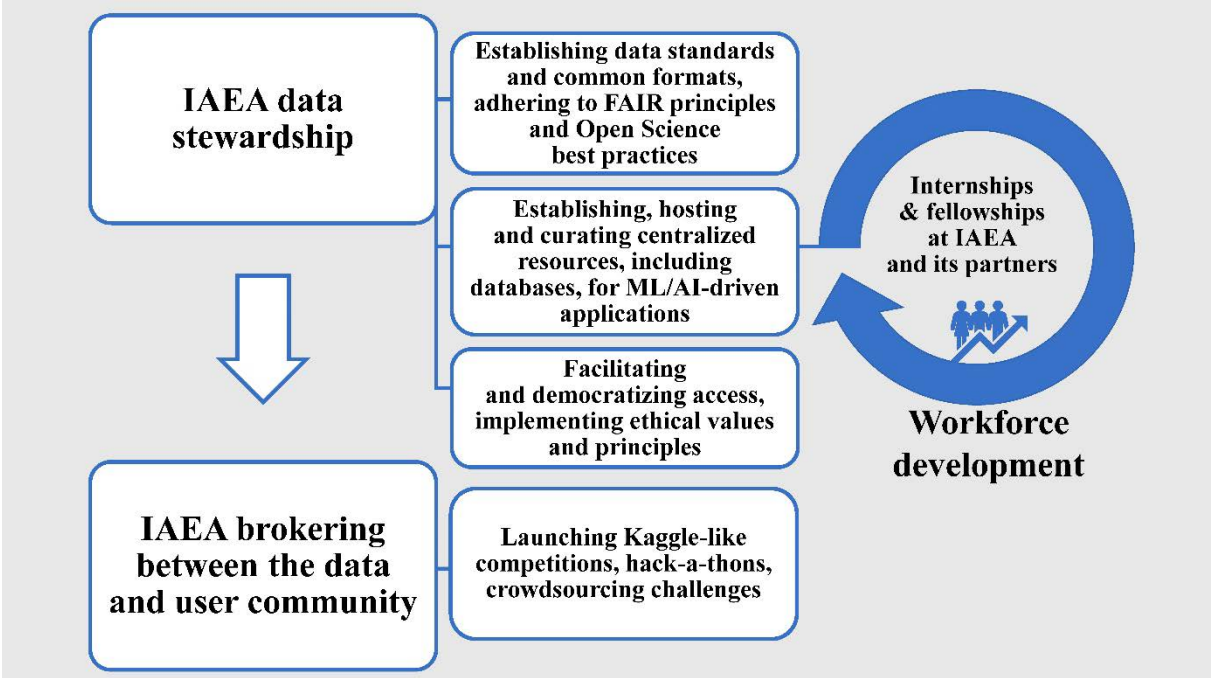 IAEA data
stewardship
Establishing data standards
and common formats,
adhering to FAIR principles
and Open Science
best practices
Establishing, hosting
and curating centralized
resources, including
databases, for ML/AI-driven
applications
Facilitating
and democratizing access,
implementing ethical values
and principles
Internships
& fellowships
at IAEA
and its partners
Workforce
development
IAEA brokering
between the data
and user community
Launching Kaggle-like
competitions, hack-a-thons,
crowdsourcing challenges